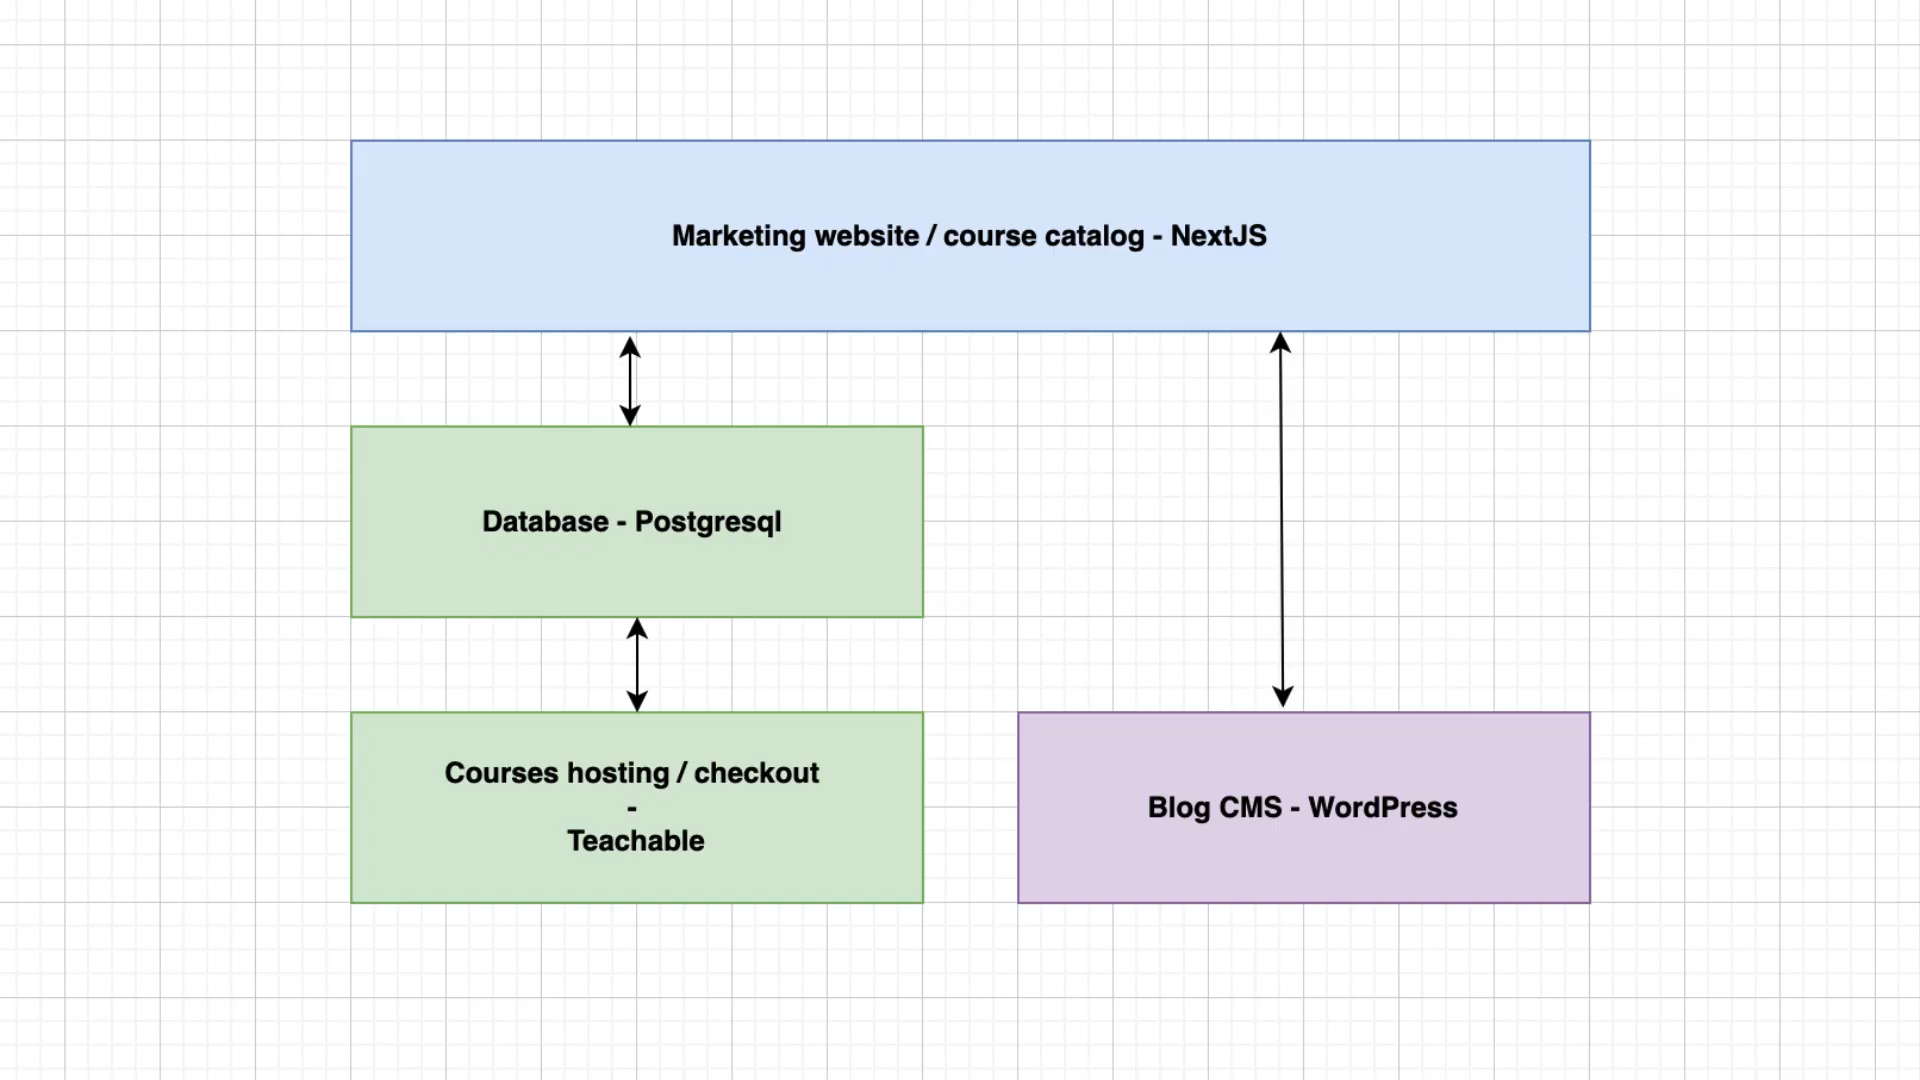 Marketing website / course catalog - NextJS
Database - Postgresql
Courses hosting / checkout
-
Teachable
Blog CMS - WordPress